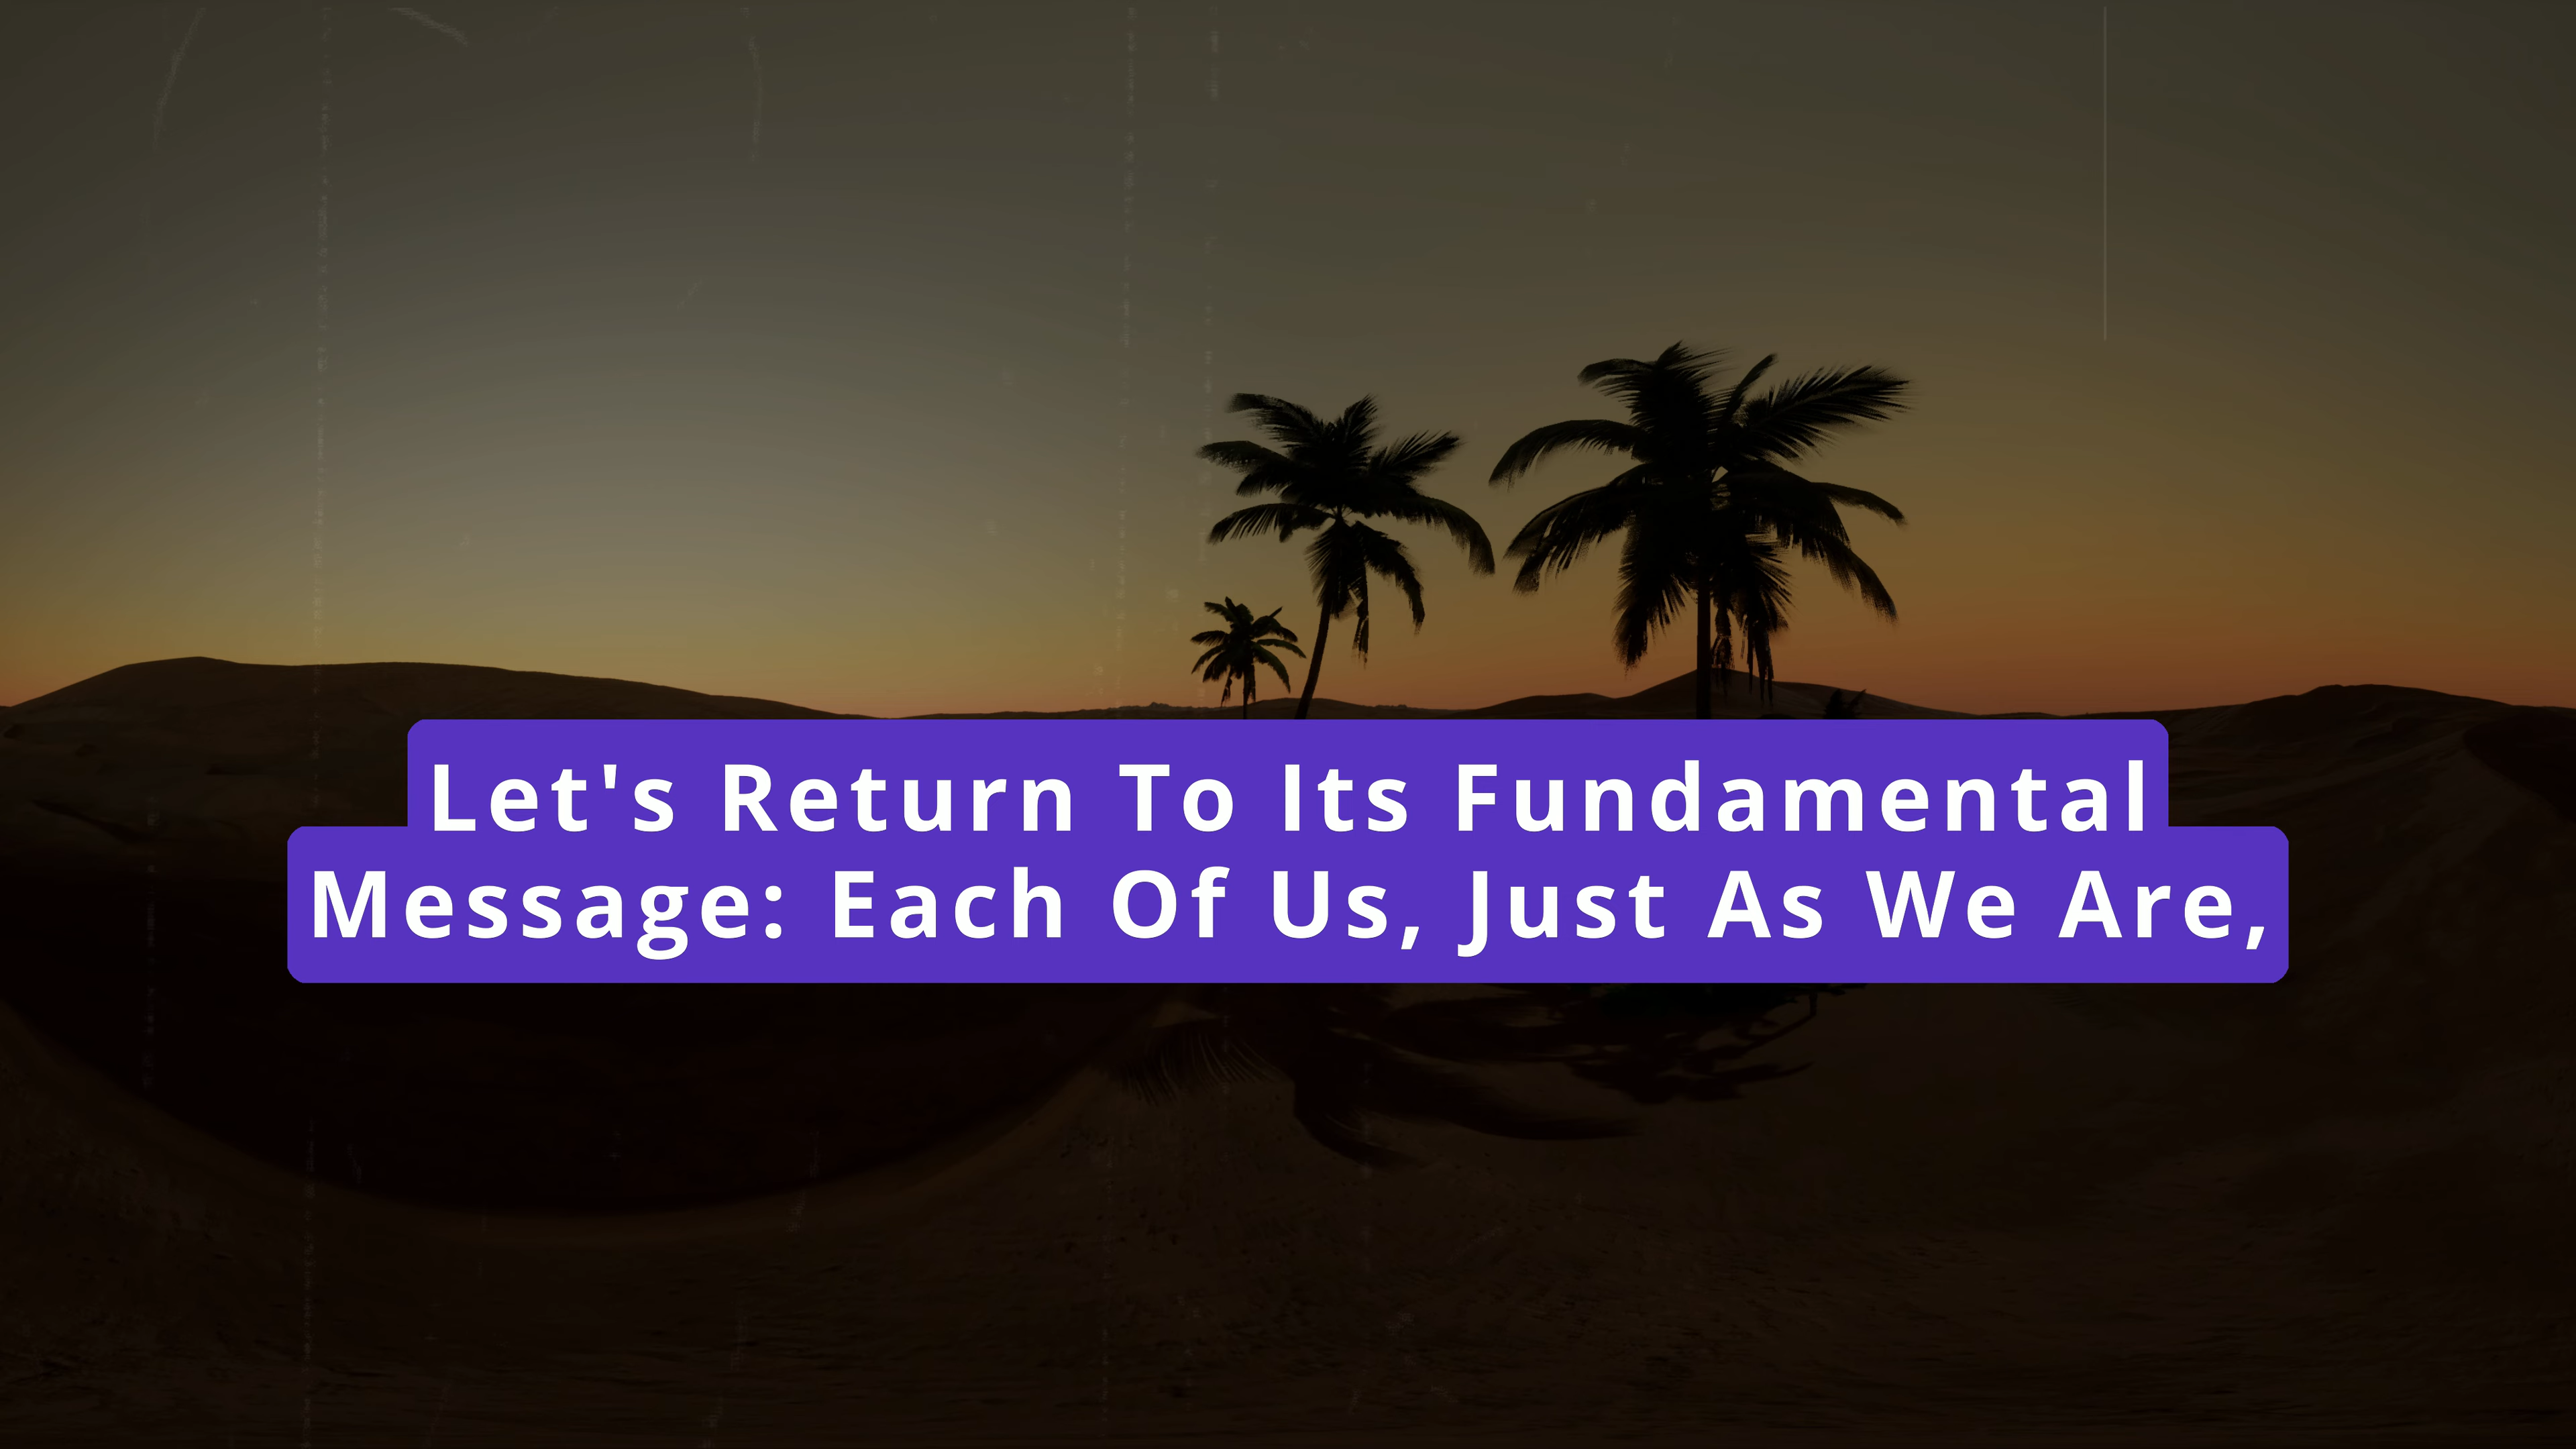 Let's Return To Its Fundamental
Message: Each Of Us, Just As We Are,